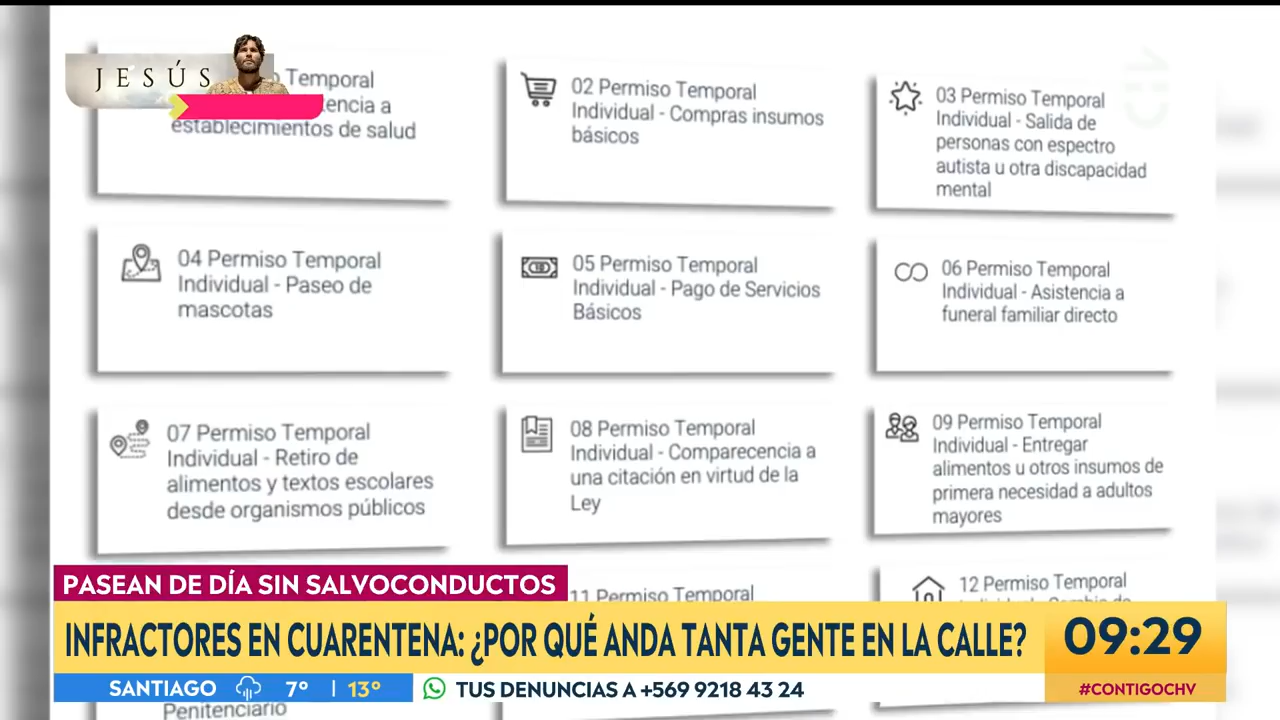 JESÚS
CHV
Temporal
establecimientos de salud
02 Permiso Temporal
Individual - Compras insumos
básicos
03 Permiso Temporal
Individual - Salida de
personas con espectro
autista u otra discapacidad
mental
04 Permiso Temporal
Individual - Paseo de
mascotas
05 Permiso Temporal
Individual - Pago de Servicios
Básicos
06 Permiso Temporal
Individual - Asistencia a
funeral familiar directo
07 Permiso Temporal
Individual - Retiro de
alimentos y textos escolares
desde organismos públicos
08 Permiso Temporal
Individual - Comparecencia a
una citación en virtud de la
Ley
09 Permiso Temporal
Individual - Entregar
alimentos u otros insumos de
primera necesidad a adultos
mayores
11 Permiso Temporal
12 Permiso Temporal
PASEAN DE DÍA SIN SALVOCONDUCTOS
INFRACTORES EN CUARENTENA: ¿POR QUÉ ANDA TANTA GENTE EN LA CALLE?
09:29
SANTIAGO 7° | 13°
TUS DENUNCIAS A +569 9218 43 24
#CONTIGOCHV
Penitenciario